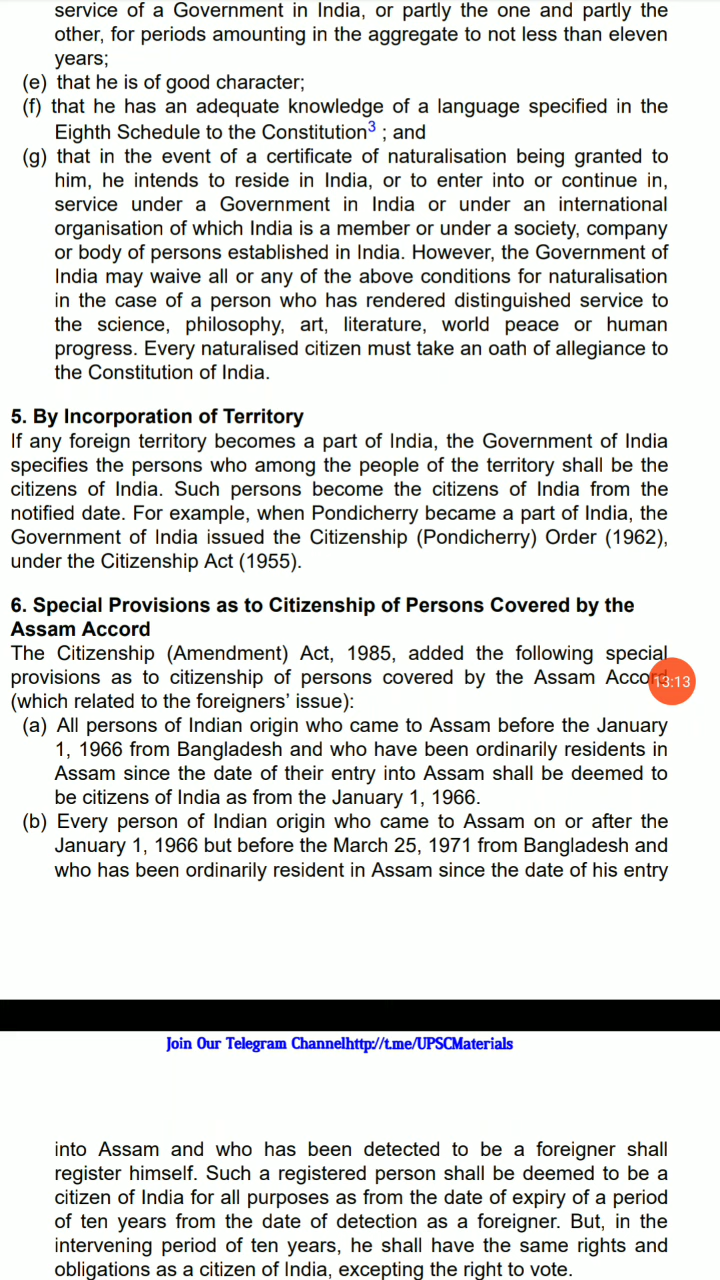 service of a Government in India, or partly the one and partly the
other, for periods amounting in the aggregate to not less than eleven
years;
(e) that he is of good character;
(f) that he has an adequate knowledge of a language specified in the
Eighth Schedule to the Constitution3 ; and
(g) that in the event of a certificate of naturalisation being granted to
him, he intends to reside in India, or to enter into or continue in,
service under a Government in India or under an international
organisation of which India is a member or under a society, company
or body of persons established in India. However, the Government of
India may waive all or any of the above conditions for naturalisation
in the case of a person who has rendered distinguished service to
the science, philosophy, art, literature, world peace or human
progress. Every naturalised citizen must take an oath of allegiance to
the Constitution of India.
5. By Incorporation of Territory
If any foreign territory becomes a part of India, the Government of India
specifies the persons who among the people of the territory shall be the
citizens of India. Such persons become the citizens of India from the
notified date. For example, when Pondicherry became a part of India, the
Government of India issued the Citizenship (Pondicherry) Order (1962),
under the Citizenship Act (1955).
6. Special Provisions as to Citizenship of Persons Covered by the
Assam Accord
The Citizenship (Amendment) Act, 1985, added the following special
provisions as to citizenship of persons covered by the Assam Acco
13:13
(which related to the foreigners’ issue):
(a) All persons of Indian origin who came to Assam before the January
1, 1966 from Bangladesh and who have been ordinarily residents in
Assam since the date of their entry into Assam shall be deemed to
be citizens of India as from the January 1, 1966.
(b) Every person of Indian origin who came to Assam on or after the
January 1, 1966 but before the March 25, 1971 from Bangladesh and
who has been ordinarily resident in Assam since the date of his entry
Join Our Telegram Channelhttp://t.me/UPSCMaterials
into Assam and who has been detected to be a foreigner shall
register himself. Such a registered person shall be deemed to be a
citizen of India for all purposes as from the date of expiry of a period
of ten years from the date of detection as a foreigner. But, in the
intervening period of ten years, he shall have the same rights and
obligations as a citizen of India, excepting the right to vote.